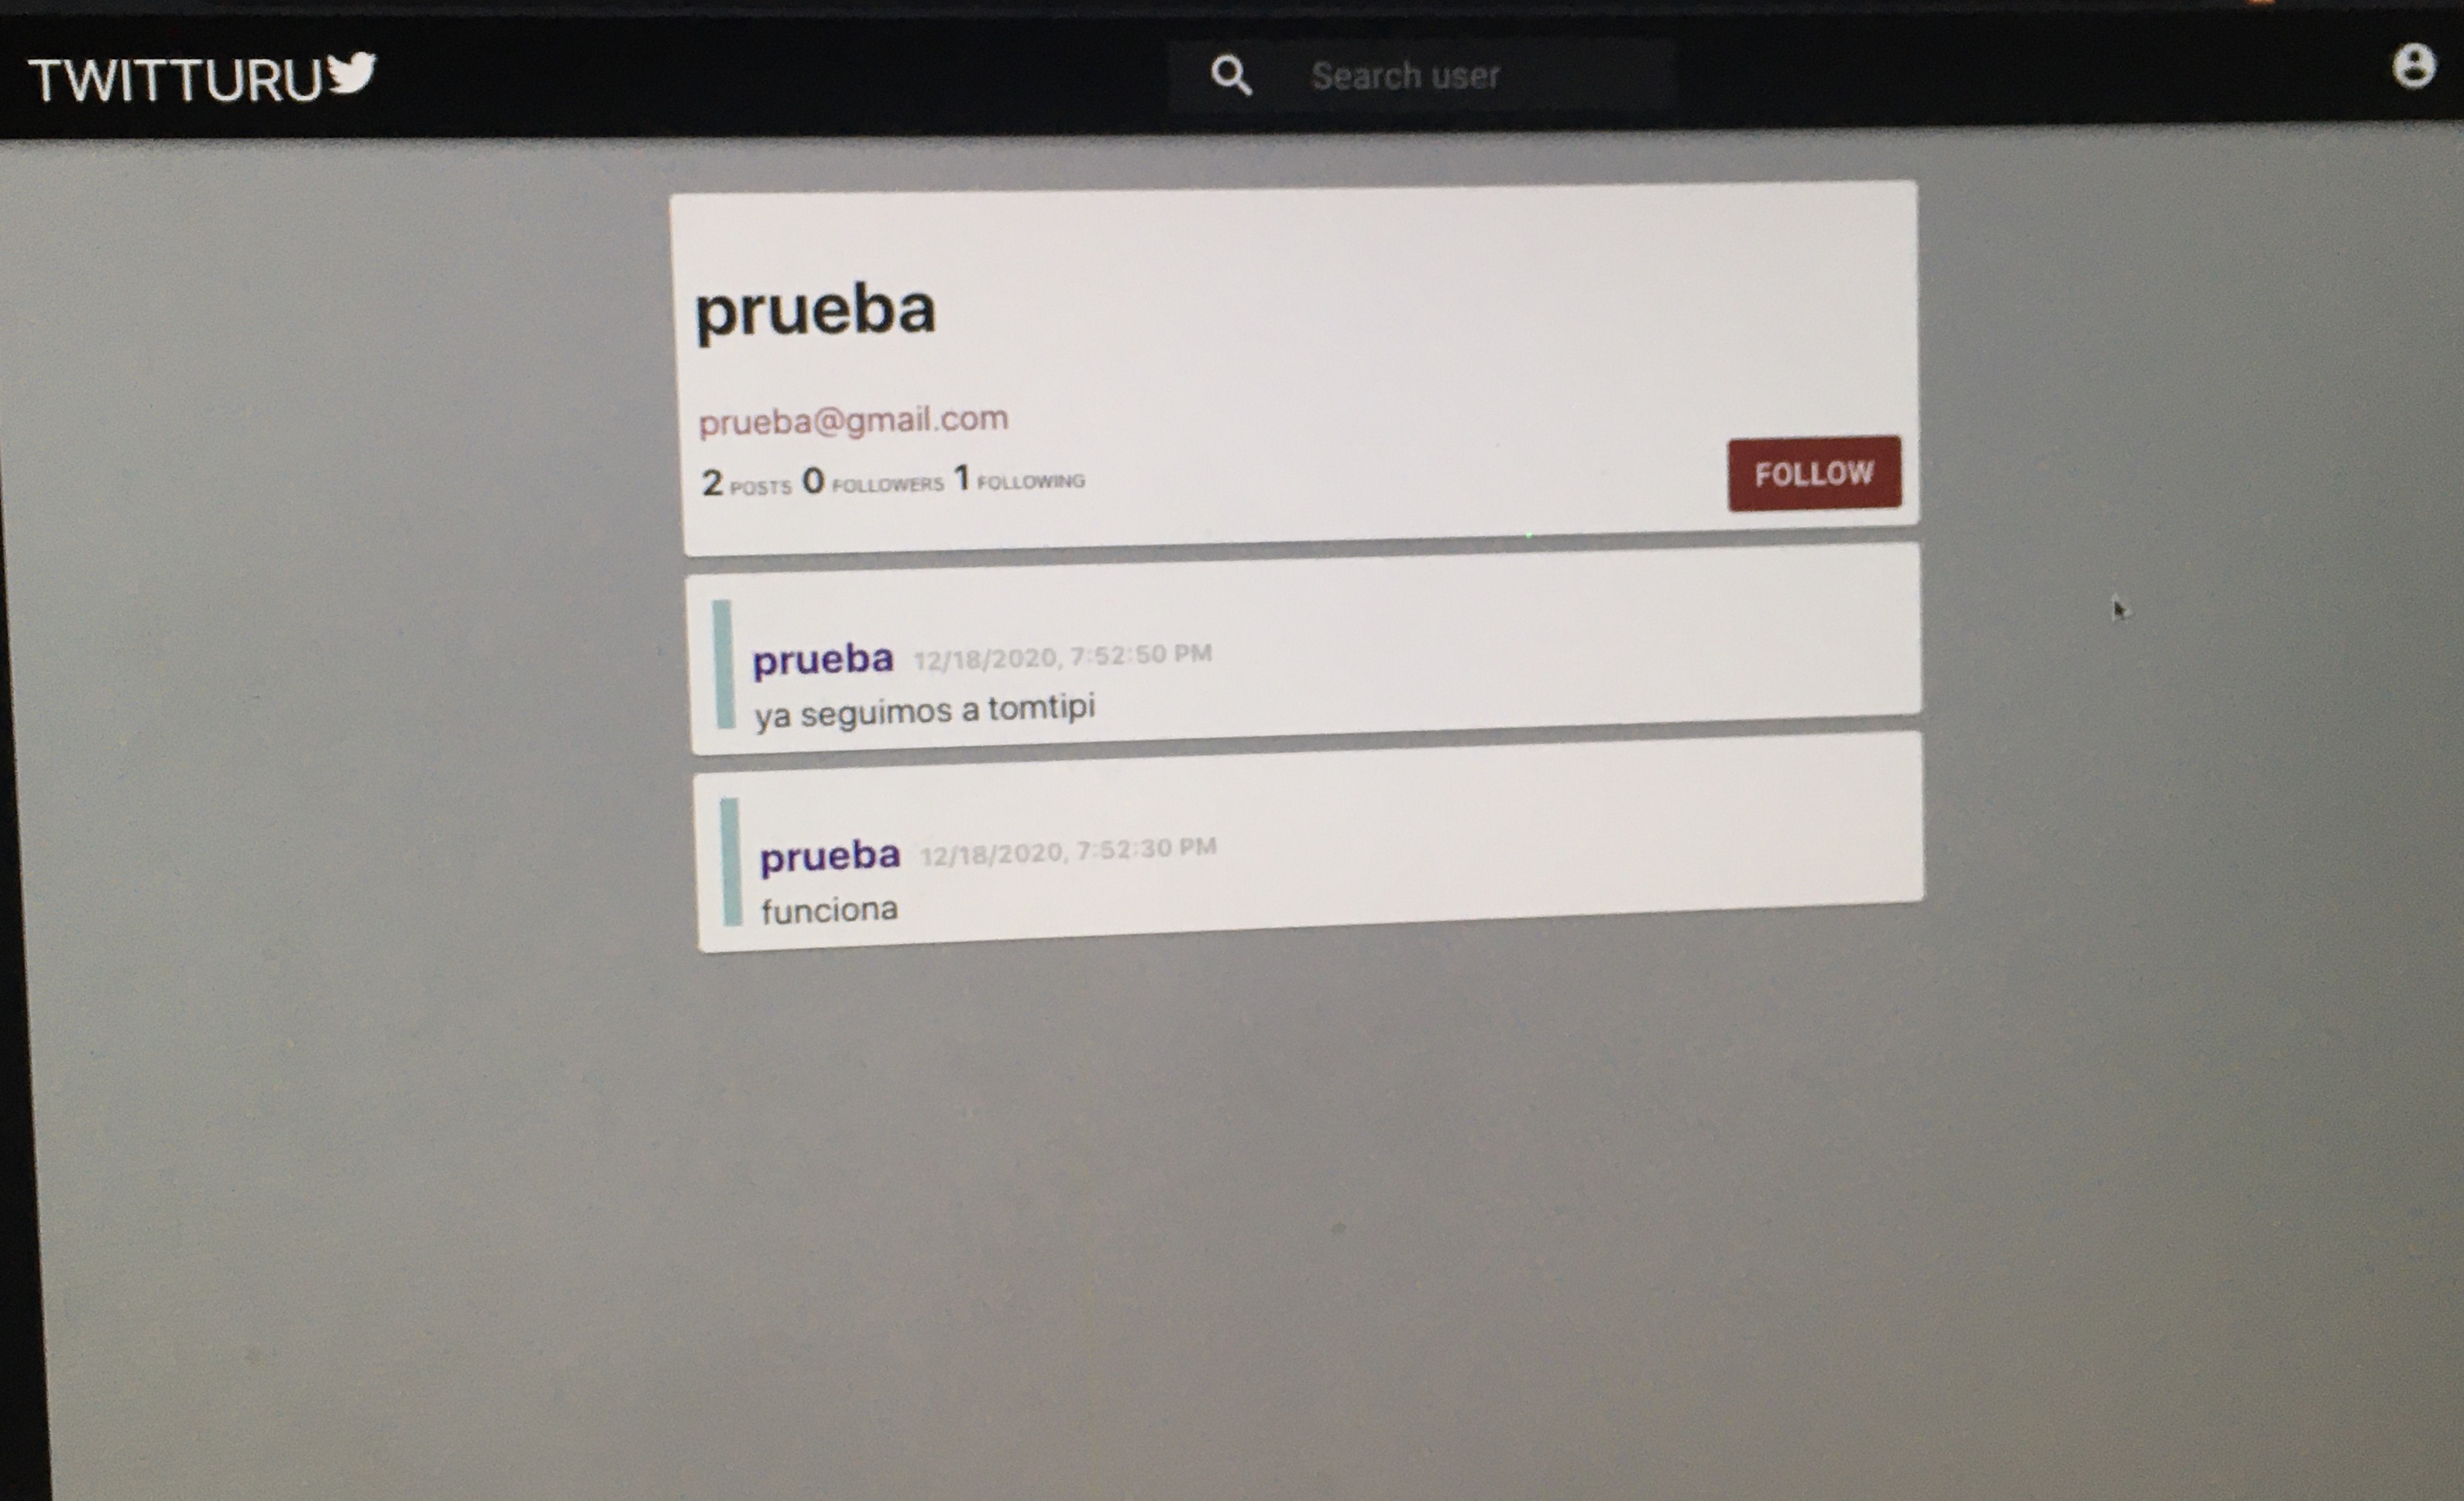 TWITTURU
Search user
prueba
prueba@gmail.com
2 POSTS 0 FOLLOWERS 1 FOLLOWING
FOLLOW
prueba 12/18/2020, 7:52:50 PM
ya seguimos a tomtipi
prueba 12/18/2020, 7:52:30 PM
funciona